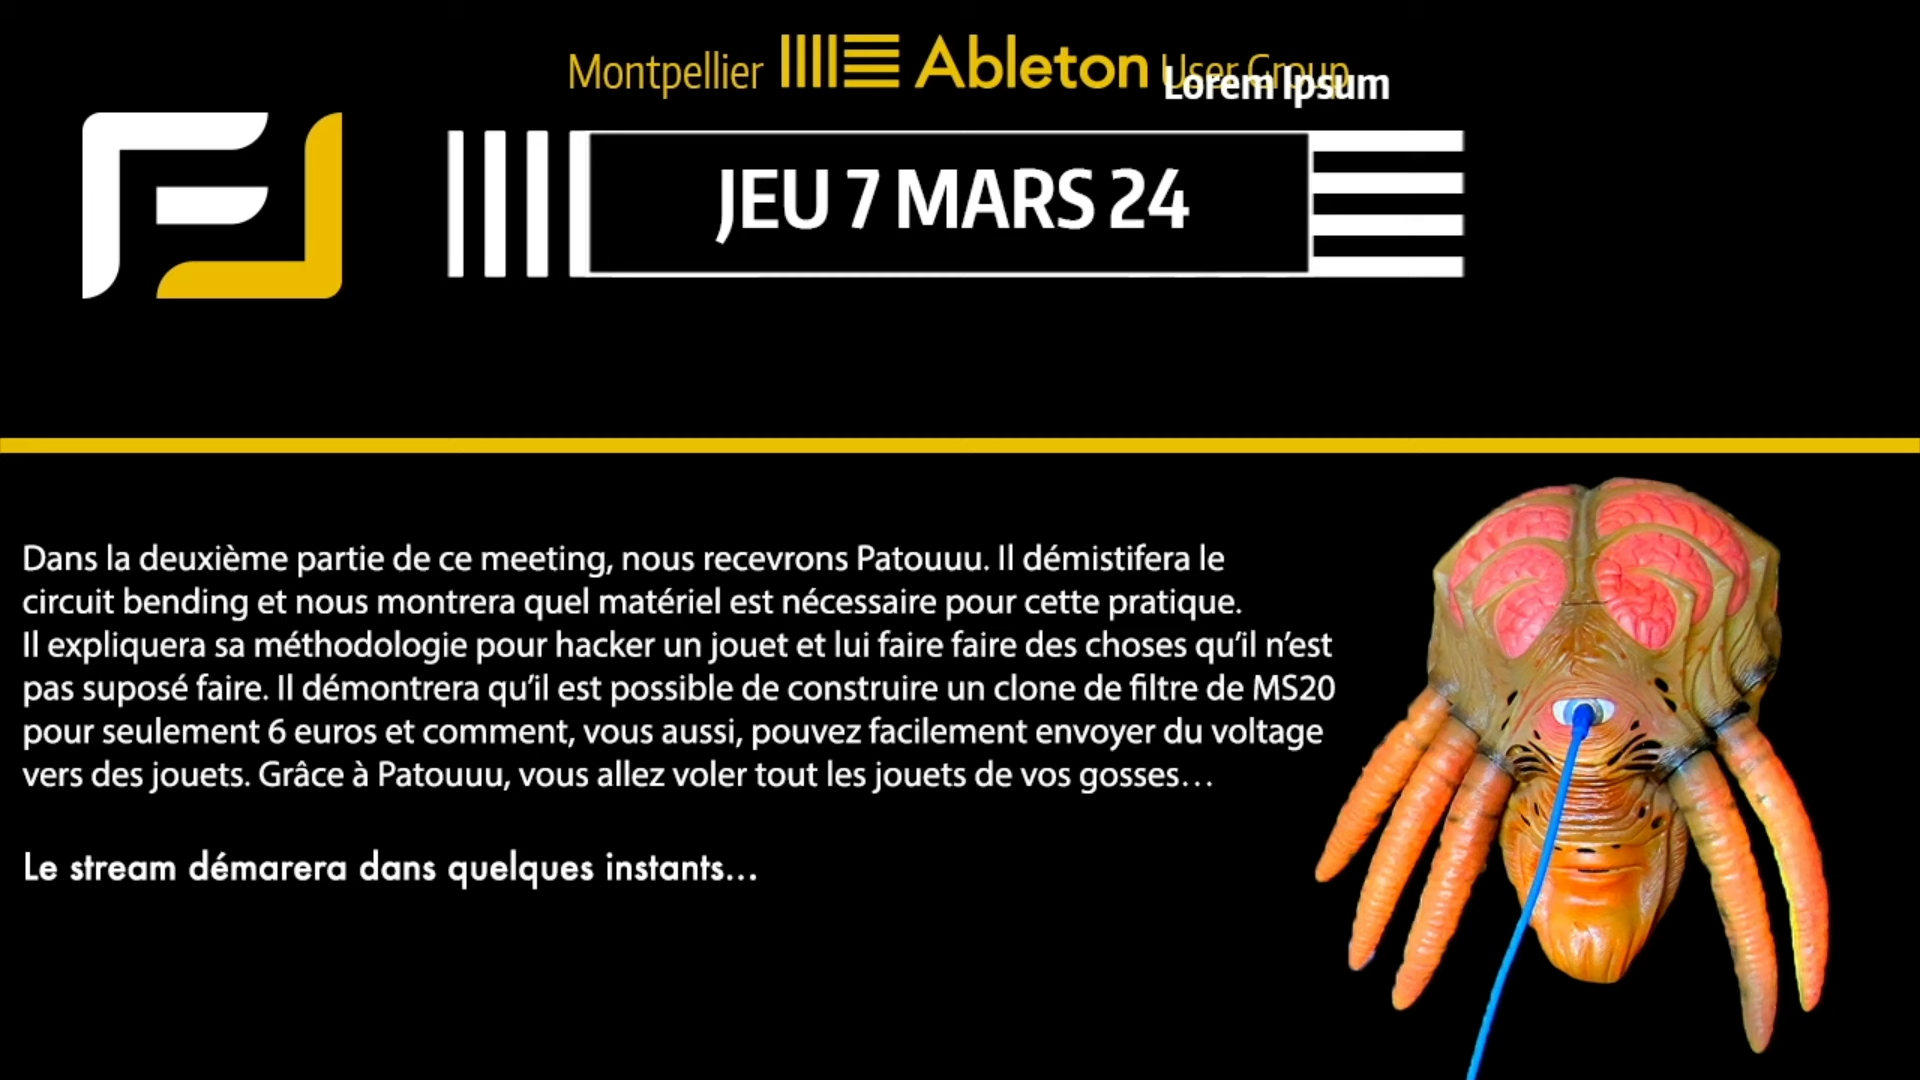 Montpellier Ableton User Group
Lorem Ipsum
JEU 7 MARS 24
Dans la deuxième partie de ce meeting, nous recevrons Patouuu. Il démistifera le
circuit bending et nous montrera quel matériel est nécessaire pour cette pratique.
Il expliquera sa méthodologie pour hacker un jouet et lui faire faire des choses qu’il n’est
pas suposé faire. Il démontrera qu’il est possible de construire un clone de filtre de MS20
pour seulement 6 euros et comment, vous aussi, pouvez facilement envoyer du voltage
vers des jouets. Grâce à Patouuu, vous allez voler tout les jouets de vos gosses…
Le stream démarera dans quelques instants...